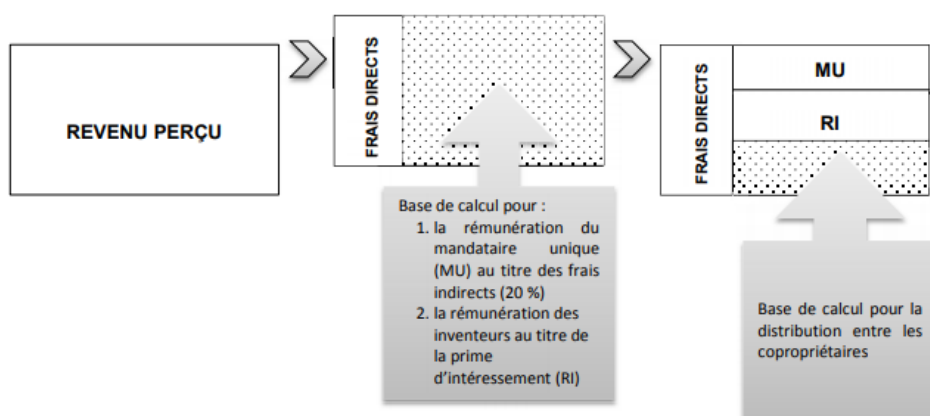 REVENU PERÇU
FRAIS DIRECTS
Base de calcul pour :
1. la rémunération du
mandataire unique
(MU) au titre des frais
indirects (20 %)
2. la rémunération des
inventeurs au titre de
la prime
d’intéressement (RI)
FRAIS DIRECTS
MU
RI
Base de calcul pour la
distribution entre les
copropriétaires